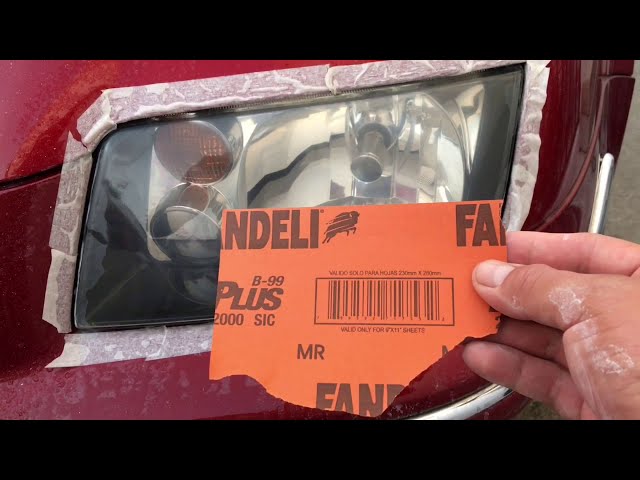 FANDELI® FAN
VALIDO SOLO PARA HOJAS 230mm X 280mm
B-99
PLUS
2000 SIC
VALID ONLY FOR 9"X11" SHEETS
MR M
FAND